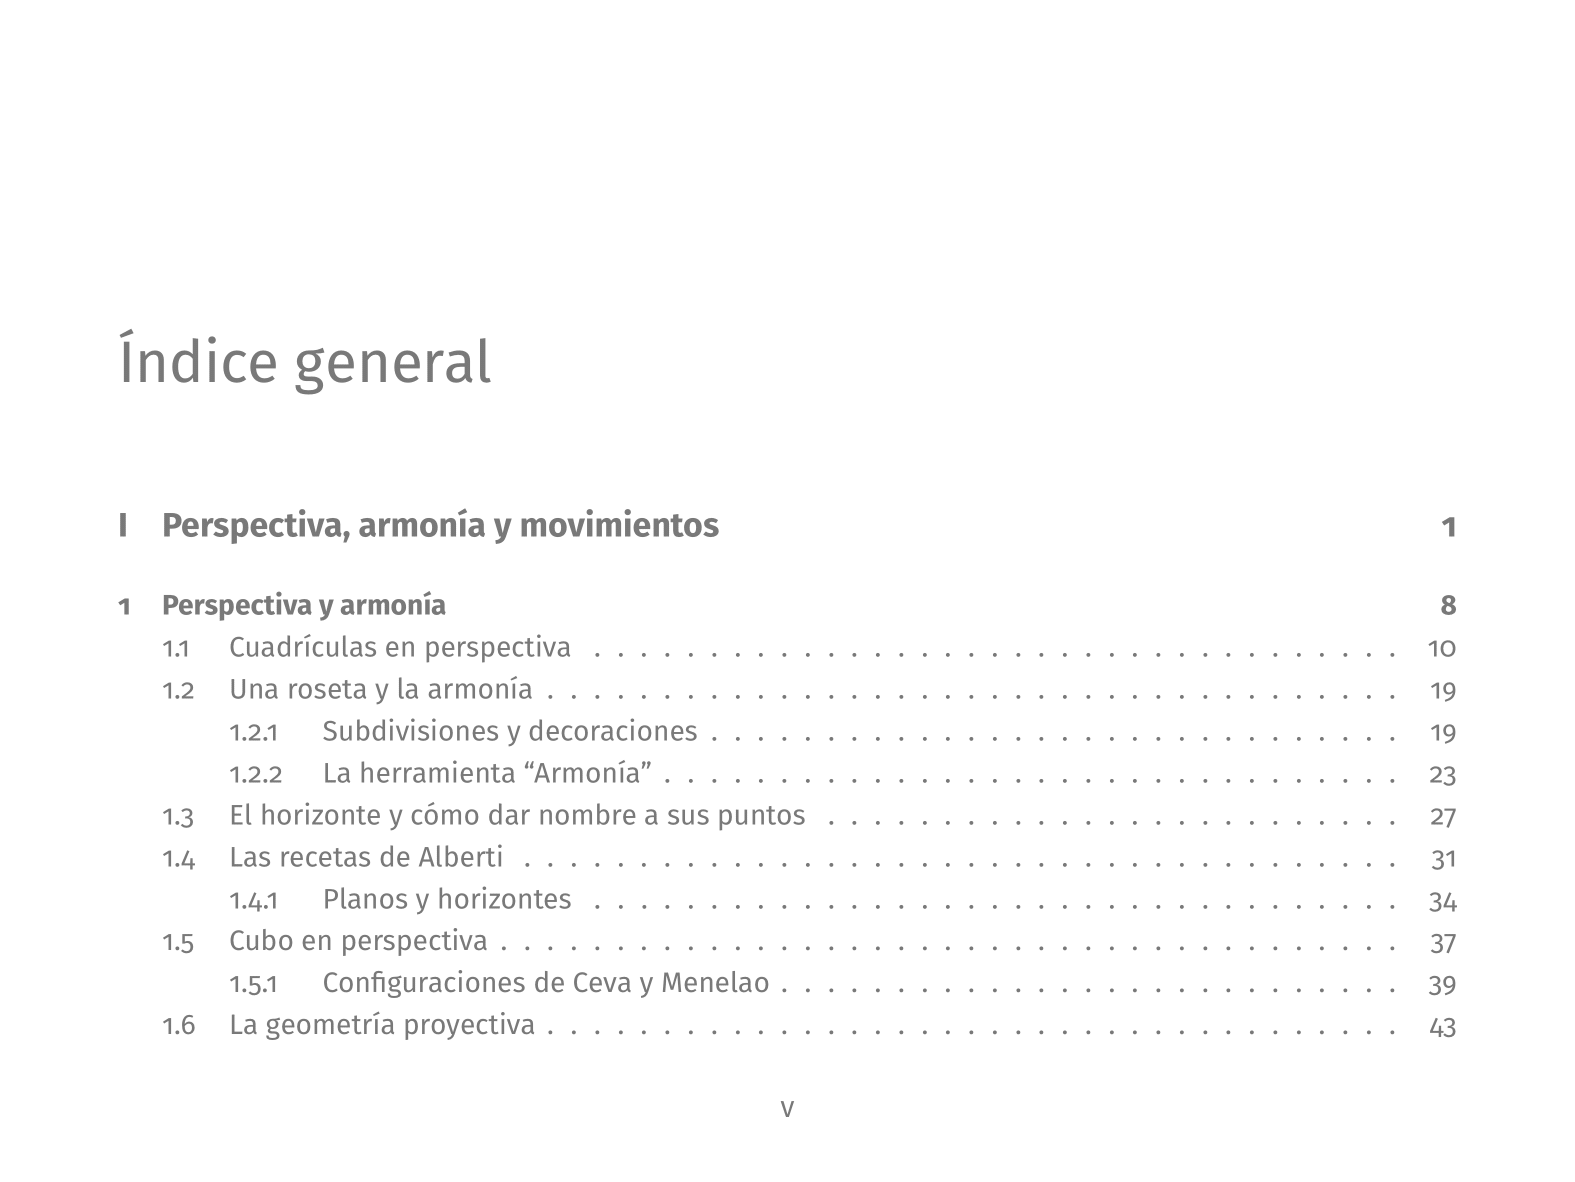 Índice general
I Perspectiva, armonía y movimientos 1
1 Perspectiva y armonía 8
1.1 Cuadrículas en perspectiva . . . . . . . . . . . . . . . . . . . . . . . . . . . . . . . . . . . 10
1.2 Una roseta y la armonía . . . . . . . . . . . . . . . . . . . . . . . . . . . . . . . . . . . . . 19
1.2.1 Subdivisiones y decoraciones . . . . . . . . . . . . . . . . . . . . . . . . . . . . . . 19
1.2.2 La herramienta “Armonía” . . . . . . . . . . . . . . . . . . . . . . . . . . . . . . . . 23
1.3 El horizonte y cómo dar nombre a sus puntos . . . . . . . . . . . . . . . . . . . . . . . . . 27
1.4 Las recetas de Alberti . . . . . . . . . . . . . . . . . . . . . . . . . . . . . . . . . . . . . . 31
1.4.1 Planos y horizontes . . . . . . . . . . . . . . . . . . . . . . . . . . . . . . . . . . . 34
1.5 Cubo en perspectiva . . . . . . . . . . . . . . . . . . . . . . . . . . . . . . . . . . . . . . . 37
1.5.1 Configuraciones de Ceva y Menelao . . . . . . . . . . . . . . . . . . . . . . . . . . . 39
1.6 La geometría proyectiva . . . . . . . . . . . . . . . . . . . . . . . . . . . . . . . . . . . . . 43
V